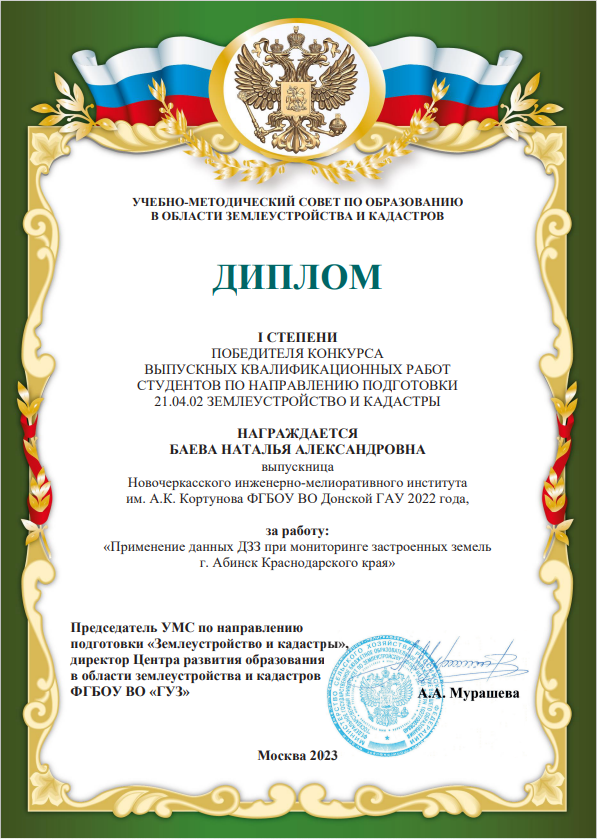 УЧЕБНО-МЕТОДИЧЕСКИЙ СОВЕТ ПО ОБРАЗОВАНИЮ
В ОБЛАСТИ ЗЕМЛЕУСТРОЙСТВА И КАДАСТРОВ
ДИПЛОМ
I СТЕПЕНИ
ПОБЕДИТЕЛЯ КОНКУРСА
ВЫПУСКНЫХ КВАЛИФИКАЦИОННЫХ РАБОТ
СТУДЕНТОВ ПО НАПРАВЛЕНИЮ ПОДГОТОВКИ
21.04.02 ЗЕМЛЕУСТРОЙСТВО И КАДАСТРЫ
НАГРАЖДАЕТСЯ
БАЕВА НАТАЛЬЯ АЛЕКСАНДРОВНА
выпускница
Новочеркасского инженерно-мелиоративного института
им. А.К. Кортунова ФГБОУ ВО Донской ГАУ 2022 года,
за работу:
«Применение данных ДЗЗ при мониторинге застроенных земель
г. Абинск Краснодарского края»
Председатель УМС по направлению
подготовки «Землеустройство и кадастры»,
директор Центра развития образования
в области землеустройства и кадастров
ФГБОУ ВО «ГУЗ»
А.А. Мурашева
Москва 2023